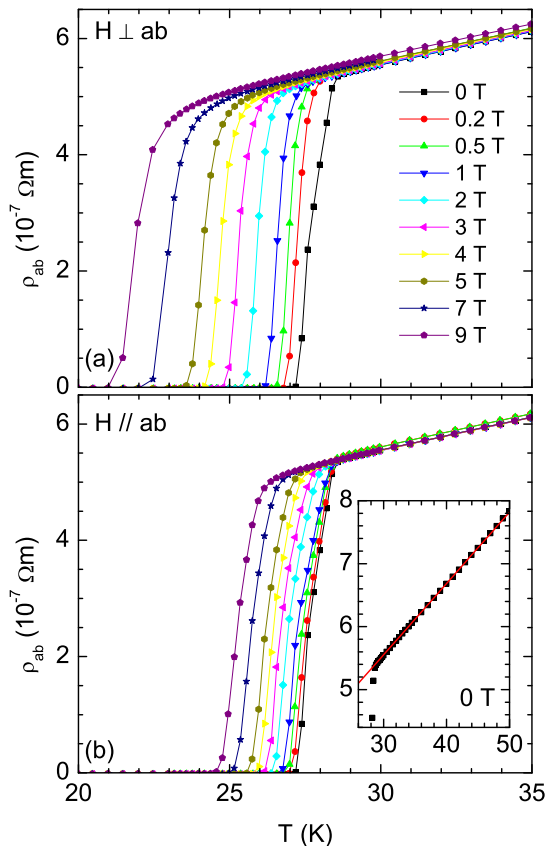 H ⊥ ab
6
4
2
0
ρab (10⁻⁷ Ωm)
(a)
0 T
0.2 T
0.5 T
1 T
2 T
3 T
4 T
5 T
7 T
9 T
H // ab
6
4
2
0
ρab (10⁻⁷ Ωm)
(b)
8
7
6
5
30 40 50
0 T
20 25 30 35
T (K)